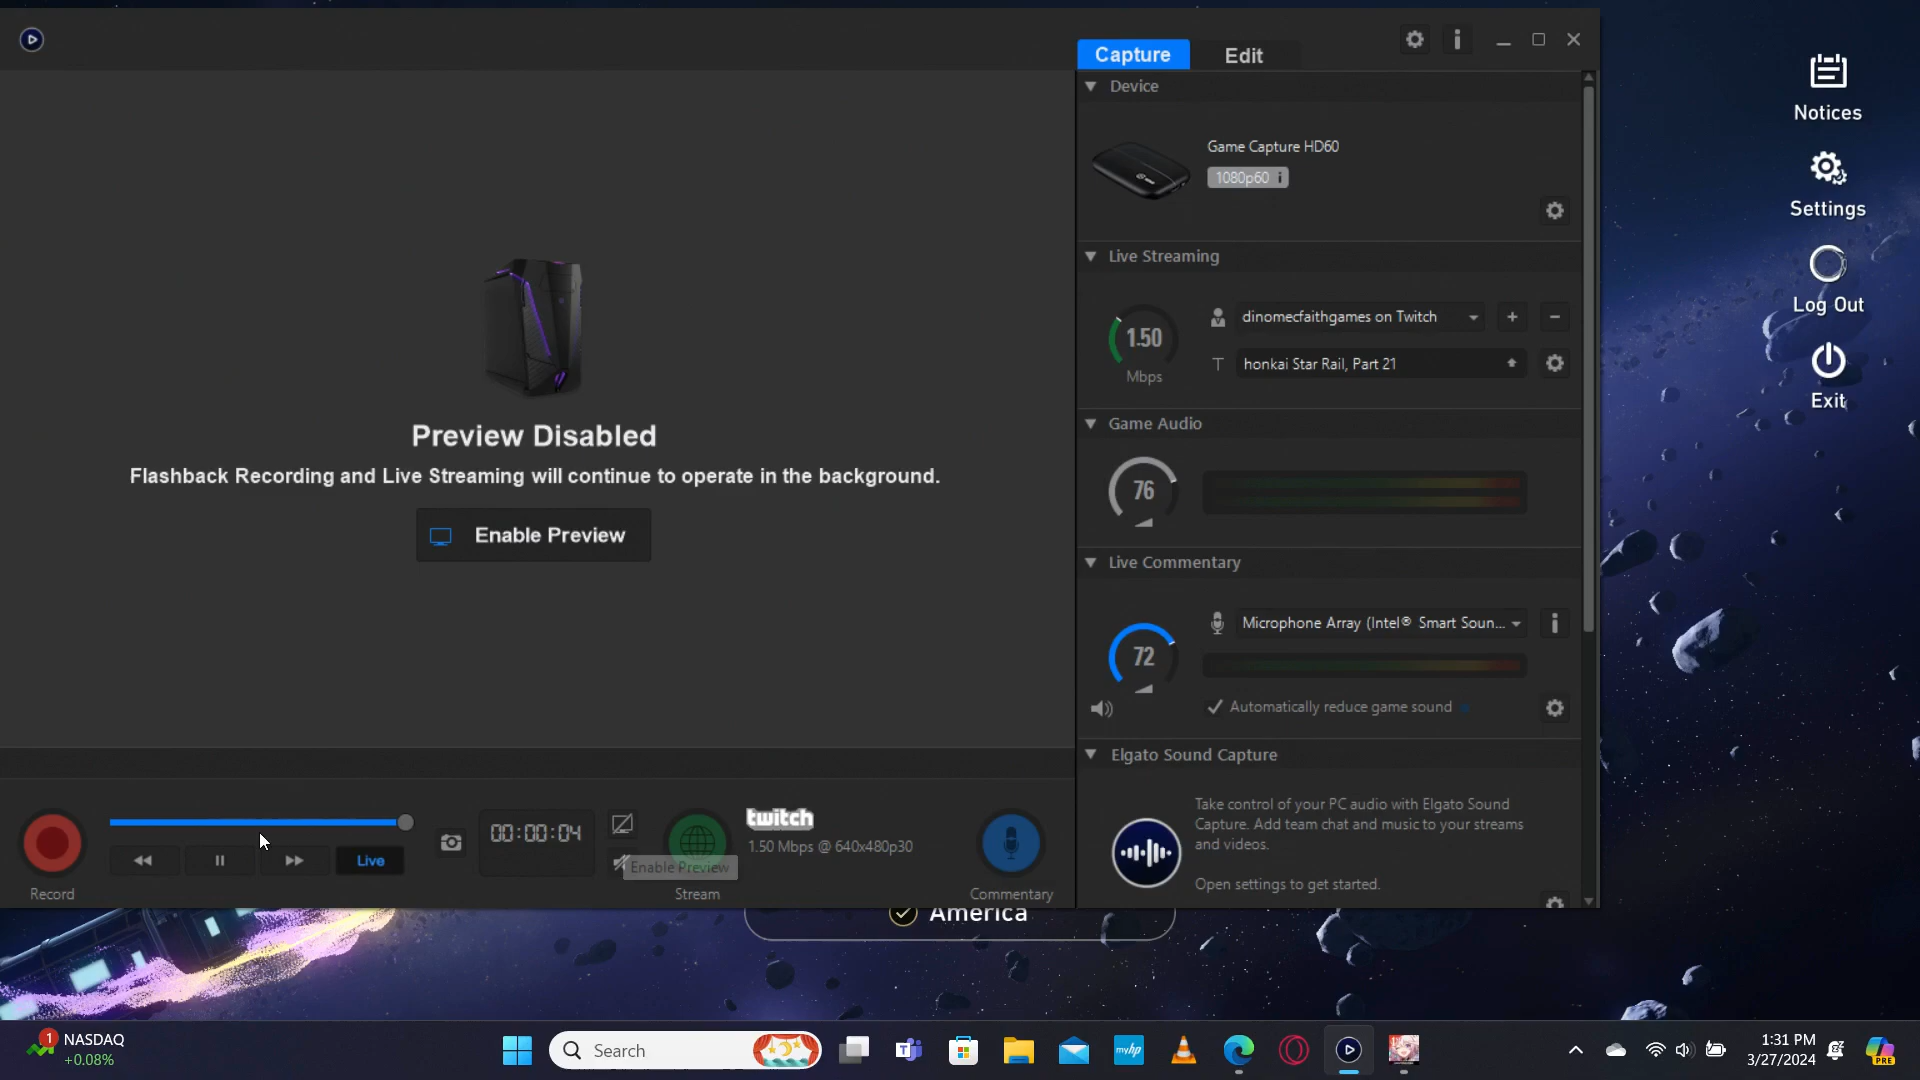 Capture
Edit
Device
Game Capture HD60
1080p60 i
Live Streaming
1.50
Mbps
dinomecfaithgames on Twitch
T
honkai Star Rail, Part 21
Game Audio
76
Live Commentary
Microphone Array (Intel® Smart Soun...
72
Automatically reduce game sound
Elgato Sound Capture
Take control of your PC audio with Elgato Sound
Capture. Add team chat and music to your streams
and videos.
Open settings to get started.
Preview Disabled
Flashback Recording and Live Streaming will continue to operate in the background.
Enable Preview
Record
Live
00:00:04
Enable Preview
Stream
twitch
1.50 Mbps @ 640x480p30
Commentary
America
Notices
Settings
Log Out
Exit
1
NASDAQ
+0.08%
Search
myhp
1:31 PM
3/27/2024
PRE